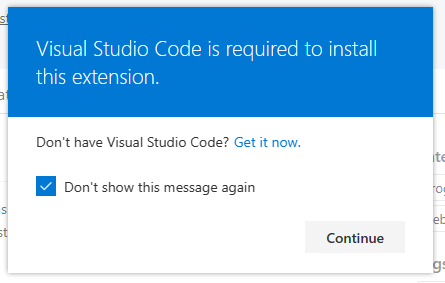 Visual Studio Code is required to install
this extension.
Don't have Visual Studio Code? Get it now.
Don't show this message again
Continue